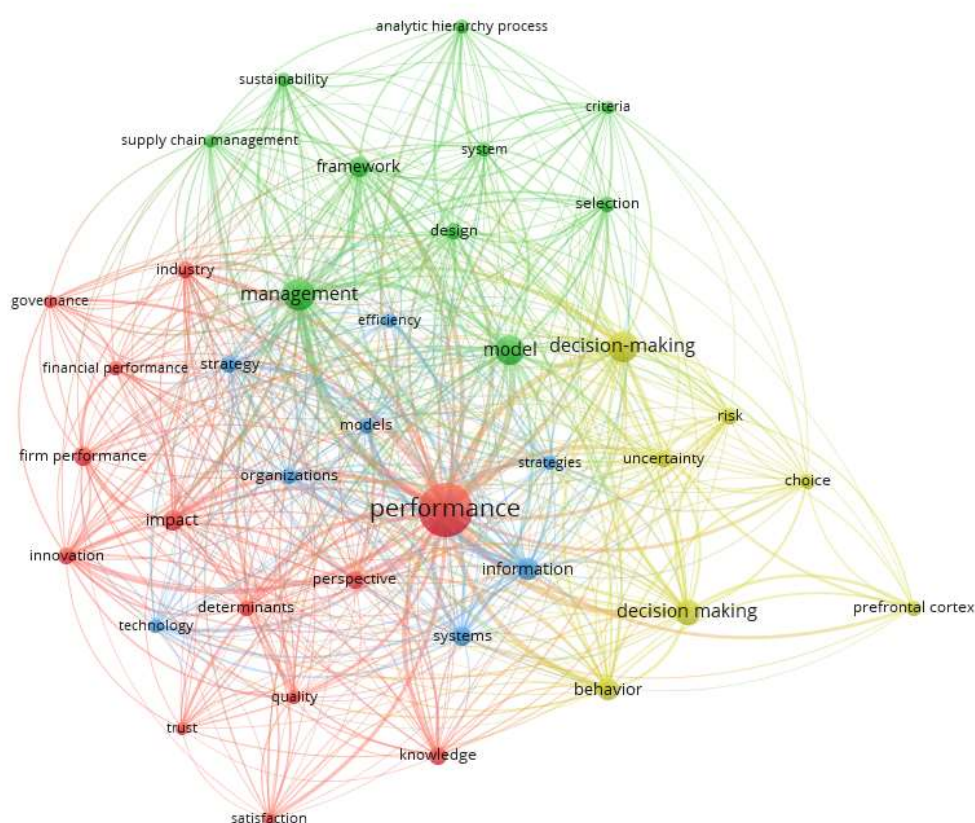 analytic hierarchy process
sustainability
criteria
supply chain management
system
framework
selection
design
industry
management
governance
efficiency
decision-making
model
strategy
financial performance
risk
models
firm performance
uncertainty
strategies
organizations
choice
performance
impact
innovation
information
perspective
determinants
prefrontal cortex
decision making
technology
systems
behavior
quality
trust
knowledge
satisfaction